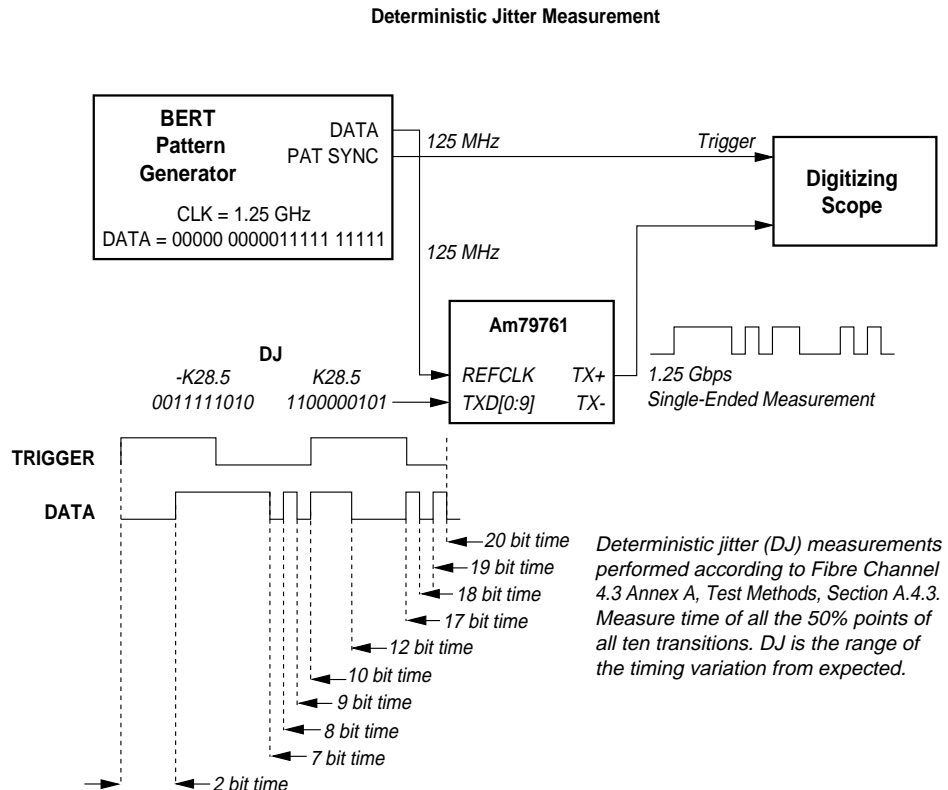 Deterministic Jitter Measurement
BERT
Pattern
Generator
DATA
PAT SYNC
CLK = 1.25 GHz
DATA = 00000 0000011111 11111
125 MHz
Trigger
Digitizing
Scope
125 MHz
Am79761
REFCLK TX+
TXD[0:9] TX-
1.25 Gbps
Single-Ended Measurement
DJ
-K28.5 K28.5
0011111010 1100000101
TRIGGER
DATA
20 bit time
19 bit time
18 bit time
17 bit time
12 bit time
10 bit time
9 bit time
8 bit time
7 bit time
2 bit time
Deterministic jitter (DJ) measurements
performed according to Fibre Channel
4.3 Annex A, Test Methods, Section A.4.3.
Measure time of all the 50% points of
all ten transitions. DJ is the range of
the timing variation from expected.